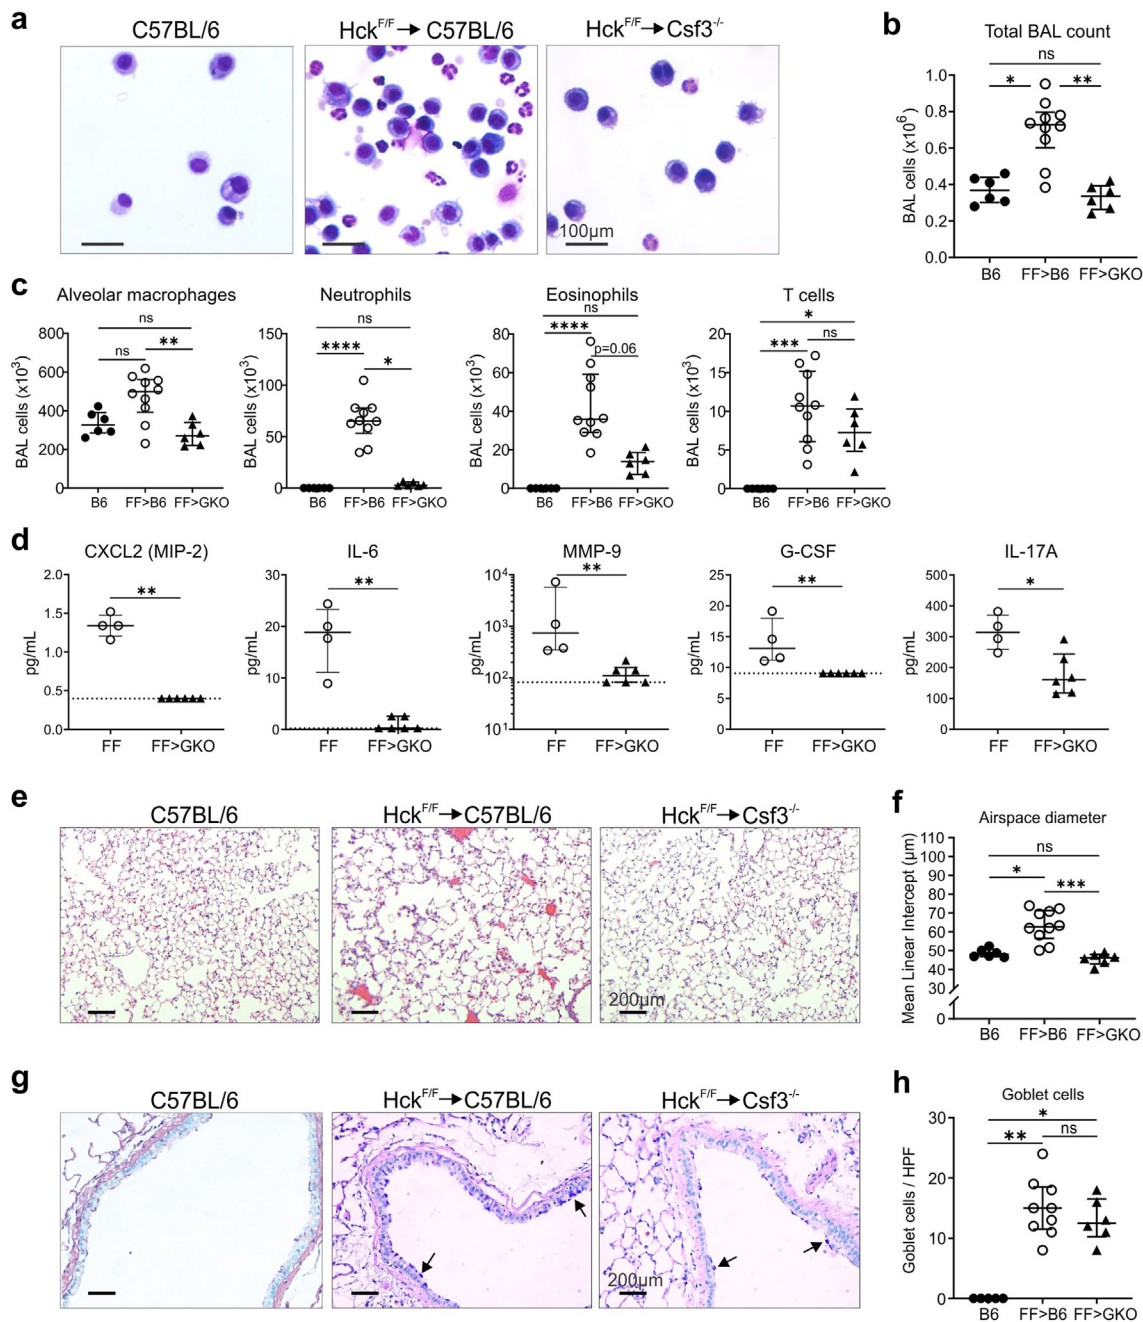 a
C57BL/6
Hck^F/F→ C57BL/6
Hck^F/F→Csf3^-/-
100μm
b
Total BAL count
ns
* **
BAL cells (x10^6)
1.0
0.8
0.6
0.4
0.2
0.0
B6 FF>B6 FF>GKO
c
Alveolar macrophages
ns
**
ns
BAL cells (x10^3)
800
600
400
200
0
B6 FF>B6 FF>GKO
Neutrophils
ns
****
*
BAL cells (x10^3)
150
100
50
0
B6 FF>B6 FF>GKO
Eosinophils
ns
****
p=0.06
BAL cells (x10^3)
80
60
40
20
0
B6 FF>B6 FF>GKO
T cells
*
ns
***
BAL cells (x10^3)
20
15
10
5
0
B6 FF>B6 FF>GKO
d
CXCL2 (MIP-2)
**
pg/mL
2.0
1.5
1.0
0.5
0.0
FF FF>GKO
IL-6
**
pg/mL
30
20
10
0
FF FF>GKO
MMP-9
**
pg/mL
10^4
10^3
10^2
10^1
FF FF>GKO
G-CSF
**
pg/mL
25
20
15
10
5
0
FF FF>GKO
IL-17A
*
pg/mL
500
400
300
200
100
0
FF FF>GKO
e
C57BL/6
Hck^F/F→C57BL/6
Hck^F/F→Csf3^-/-
200μm
f
Airspace diameter
ns
*
***
Mean Linear Intercept (μm)
110
100
90
80
70
60
50
40
30
0
B6 FF>B6 FF>GKO
g
C57BL/6
Hck^F/F→C57BL/6
Hck^F/F→Csf3^-/-
200μm
h
Goblet cells
*
** ns
Goblet cells / HPF
30
20
10
0
B6 FF>B6 FF>GKO